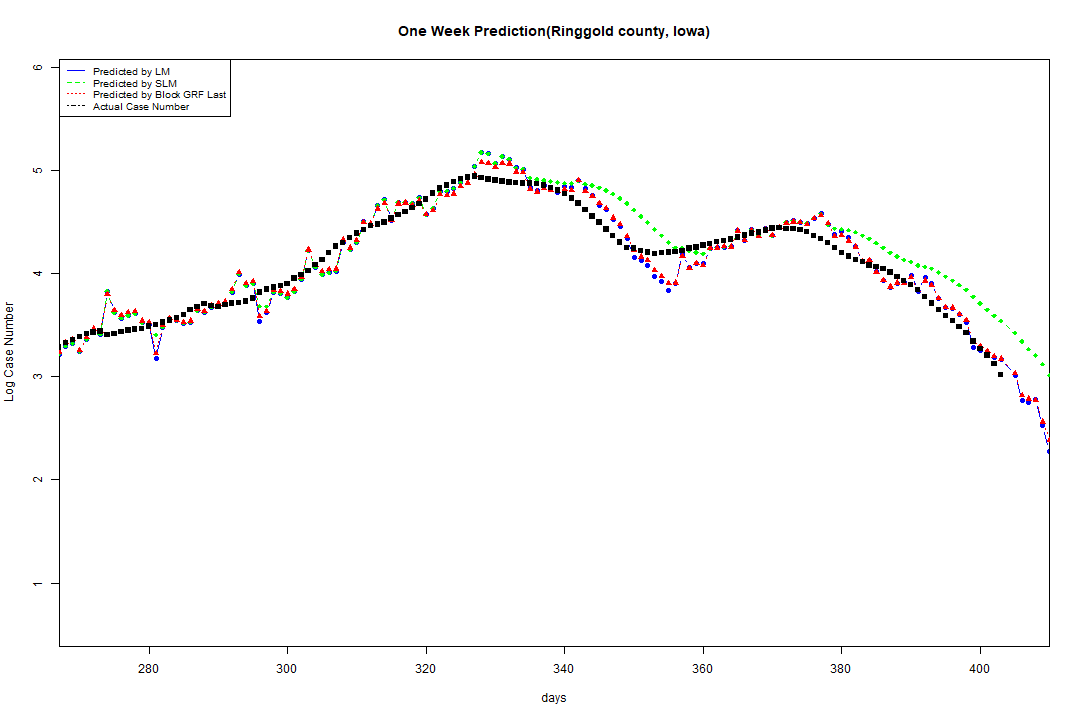 One Week Prediction(Ringgold county, Iowa)
Predicted by LM
Predicted by SLM
Predicted by Block GRF Last
Actual Case Number
6
5
4
3
2
1
Log Case Number
280 300 320 340 360 380 400
days